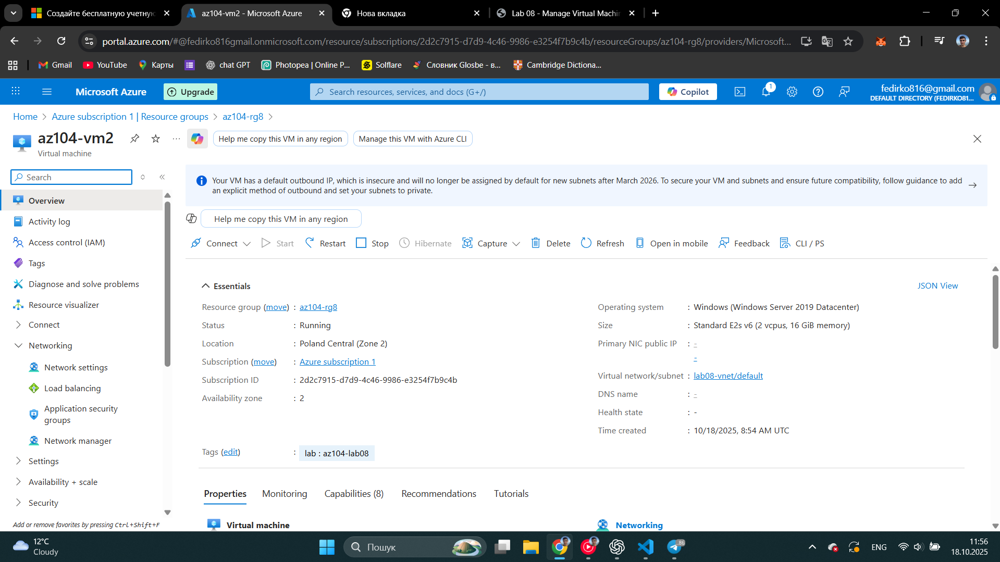 Создайте бесплатную учетную
az104-vm2 - Microsoft Azure
Нова вкладка
Lab 08 - Manage Virtual Machin
portal.azure.com/#@fedirko816gmail.onmicrosoft.com/resource/subscriptions/2d2c7915-d7d9-4c46-9986-e3254f7b9c4b/resourceGroups/az104-rg8/providers/Microsoft...
Gmail
YouTube
Карты
chat GPT
Photopea | Online P...
Solflare
Словник Glosbe - в...
Cambridge Dictiona...
Microsoft Azure
Upgrade
Search resources, services, and docs (G+/)
Copilot
1
fedirko816@gmail.com
DEFAULT DIRECTORY (FEDIRKO81...
Home > Azure subscription 1 | Resource groups > az104-rg8 >
az104-vm2
Virtual machine
Help me copy this VM in any region
Manage this VM with Azure CLI
Search
Overview
Activity log
Access control (IAM)
Tags
Diagnose and solve problems
Resource visualizer
Connect
Networking
Network settings
Load balancing
Application security
groups
Network manager
Settings
Availability + scale
Security
Add or remove favorites by pressing Ctrl+Shift+F
Your VM has a default outbound IP, which is insecure and will no longer be assigned by default for new subnets after March 2026. To secure your VM and subnets and ensure future compatibility, follow guidance to add
an explicit method of outbound and set your subnets to private.
Help me copy this VM in any region
Connect
Start
Restart
Stop
Hibernate
Capture
Delete
Refresh
Open in mobile
Feedback
CLI / PS
Essentials
JSON View
Resource group (move) : az104-rg8
Status : Running
Location : Poland Central (Zone 2)
Subscription (move) : Azure subscription 1
Subscription ID : 2d2c7915-d7d9-4c46-9986-e3254f7b9c4b
Availability zone : 2
Operating system : Windows (Windows Server 2019 Datacenter)
Size : Standard E2s v6 (2 vcpus, 16 GiB memory)
Primary NIC public IP : -
-
Virtual network/subnet : lab08-vnet/default
DNS name : -
Health state : -
Time created : 10/18/2025, 8:54 AM UTC
Tags (edit) : lab : az104-lab08
Properties
Monitoring
Capabilities (8)
Recommendations
Tutorials
Virtual machine
Networking
12°C
Cloudy
Пошук
86
ENG
11:56
18.10.2025